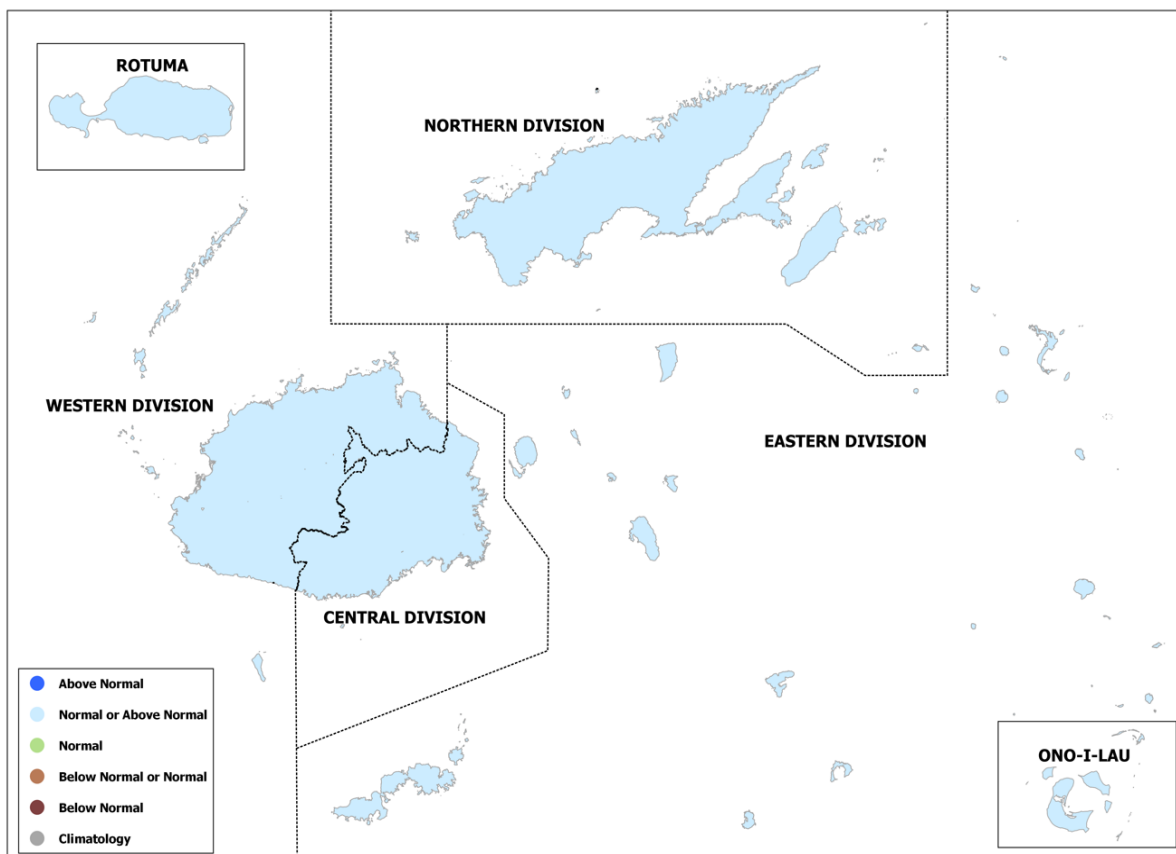 ROTUMA
NORTHERN DIVISION
WESTERN DIVISION
EASTERN DIVISION
CENTRAL DIVISION
Above Normal
Normal or Above Normal
Normal
Below Normal or Normal
Below Normal
Climatology
ONO-I-LAU